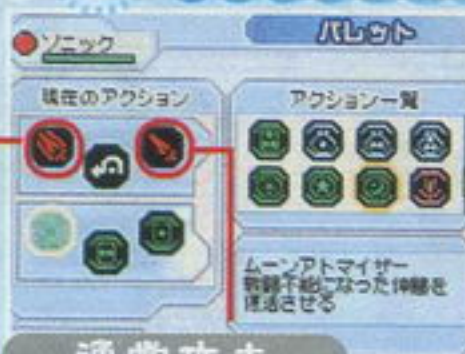 ソニック
パレット
現在のアクション
アクション一覧
ムーンアトマイザー
戦闘不能になった仲間を
復活させる
通常攻击